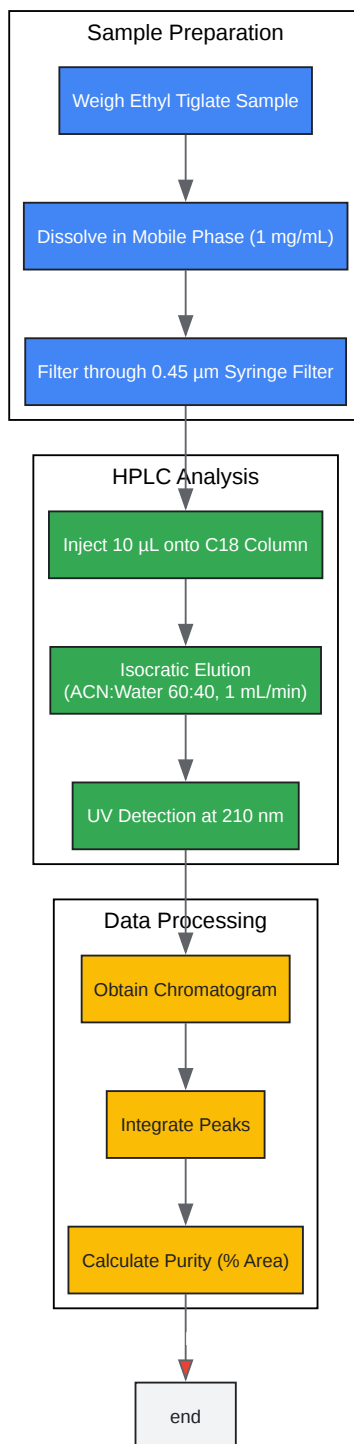 Sample Preparation
Weigh Ethyl Tiglate Sample
Dissolve in Mobile Phase (1 mg/mL)
Filter through 0.45 µm Syringe Filter
HPLC Analysis
Inject 10 µL onto C18 Column
Isocratic Elution
(ACN:Water 60:40, 1 mL/min)
UV Detection at 210 nm
Data Processing
Obtain Chromatogram
Integrate Peaks
Calculate Purity (% Area)
end